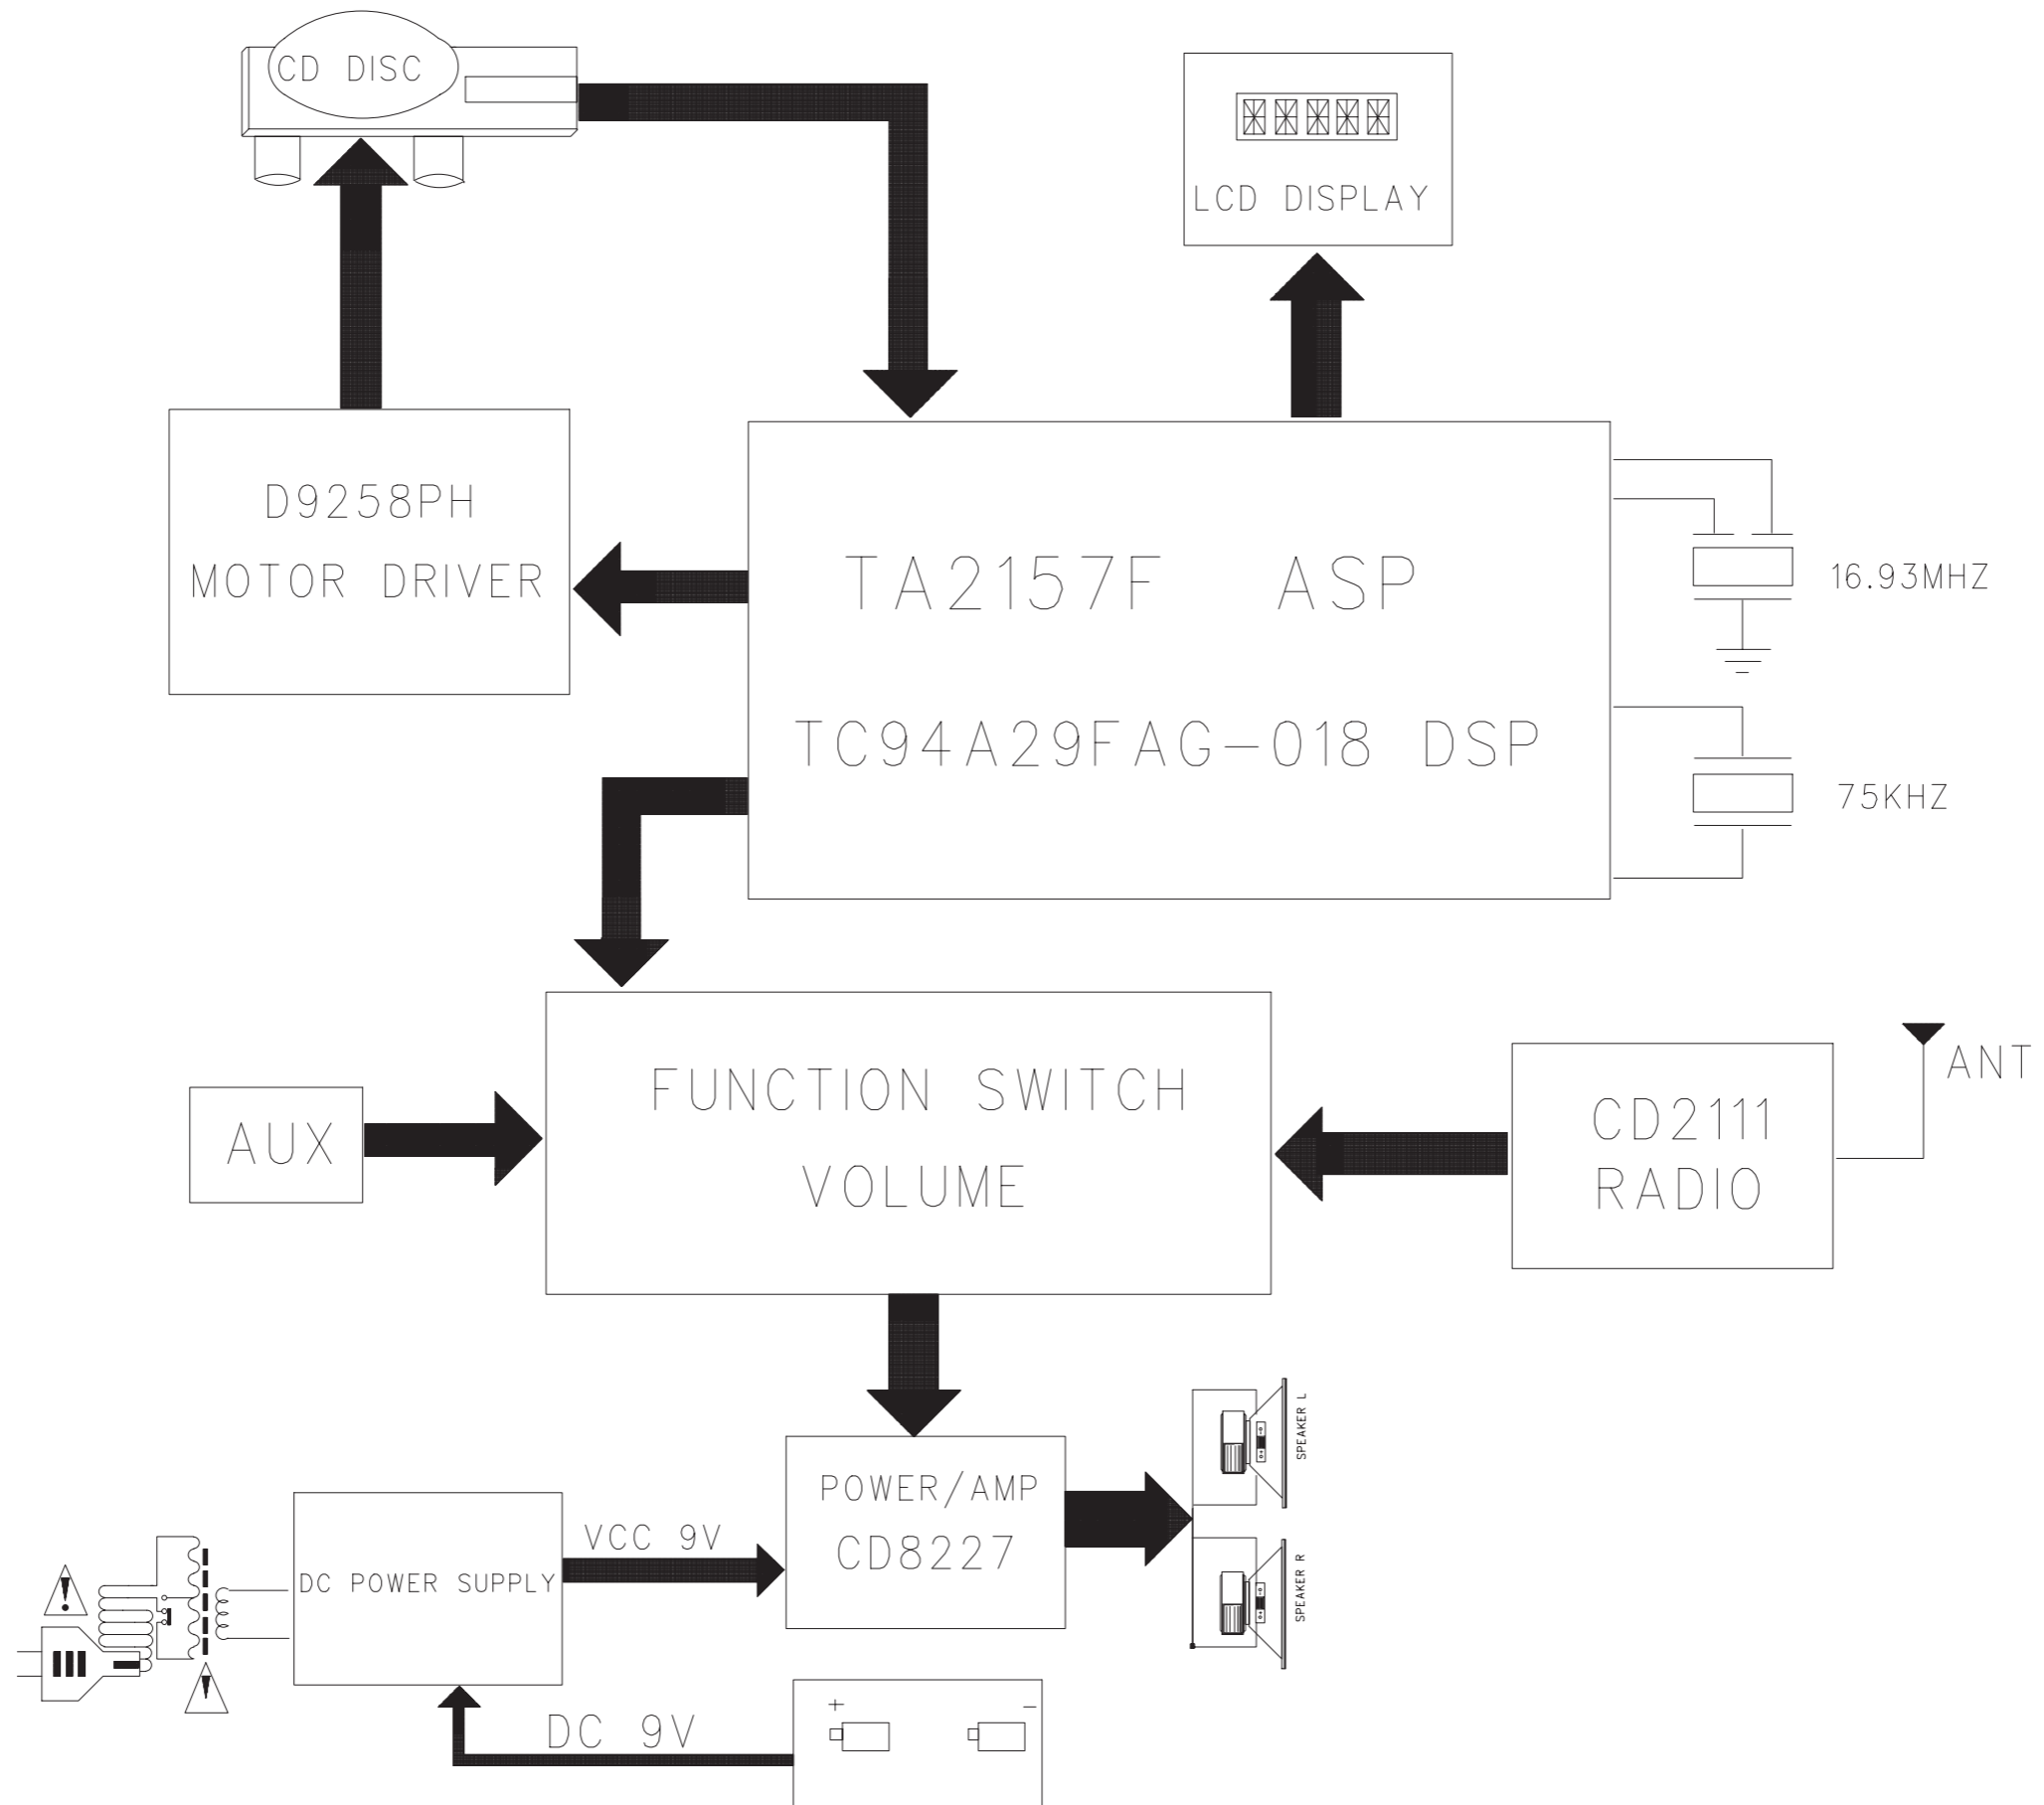 CD DISC
LCD DISPLAY
D9258PH
MOTOR DRIVER
TA2157F ASP
TC94A29FAG-018 DSP
16.93MHZ
75KHZ
FUNCTION SWITCH
VOLUME
AUX
CD2111
RADIO
ANT
SPEAKER L
POWER/AMP
CD8227
SPEAKER R
VCC 9V
DC POWER SUPPLY
+
-
DC 9V